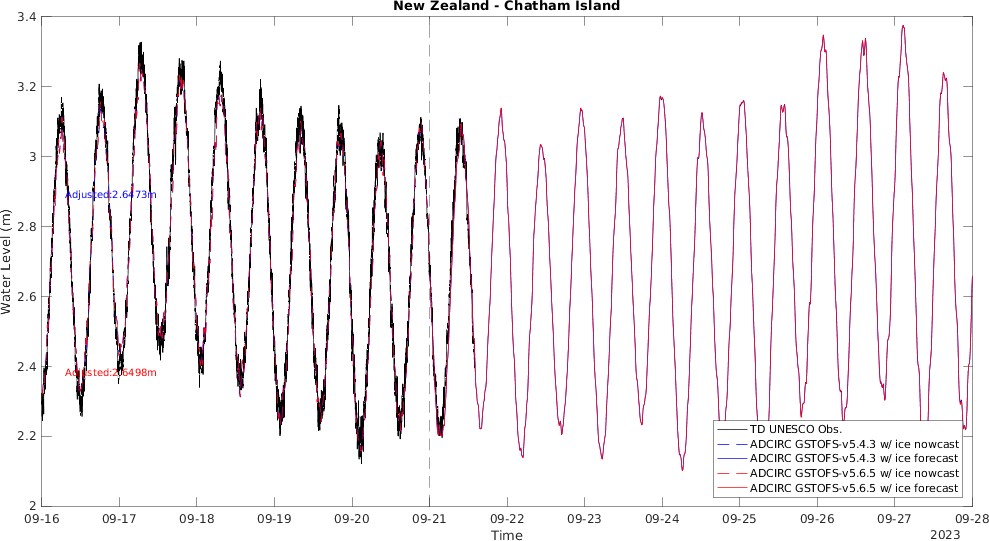 New Zealand - Chatham Island
3.4
3.2
3
2.8
2.6
2.4
2.2
2
Water Level (m)
Adjusted:2.6473m
Adjusted:2.6498m
TD UNESCO Obs.
ADCIRC GSTOFS-v5.4.3 w/ ice nowcast
ADCIRC GSTOFS-v5.4.3 w/ ice forecast
ADCIRC GSTOFS-v5.6.5 w/ ice nowcast
ADCIRC GSTOFS-v5.6.5 w/ ice forecast
09-16 09-17 09-18 09-19 09-20 09-21 09-22 09-23 09-24 09-25 09-26 09-27 09-28
Time
2023